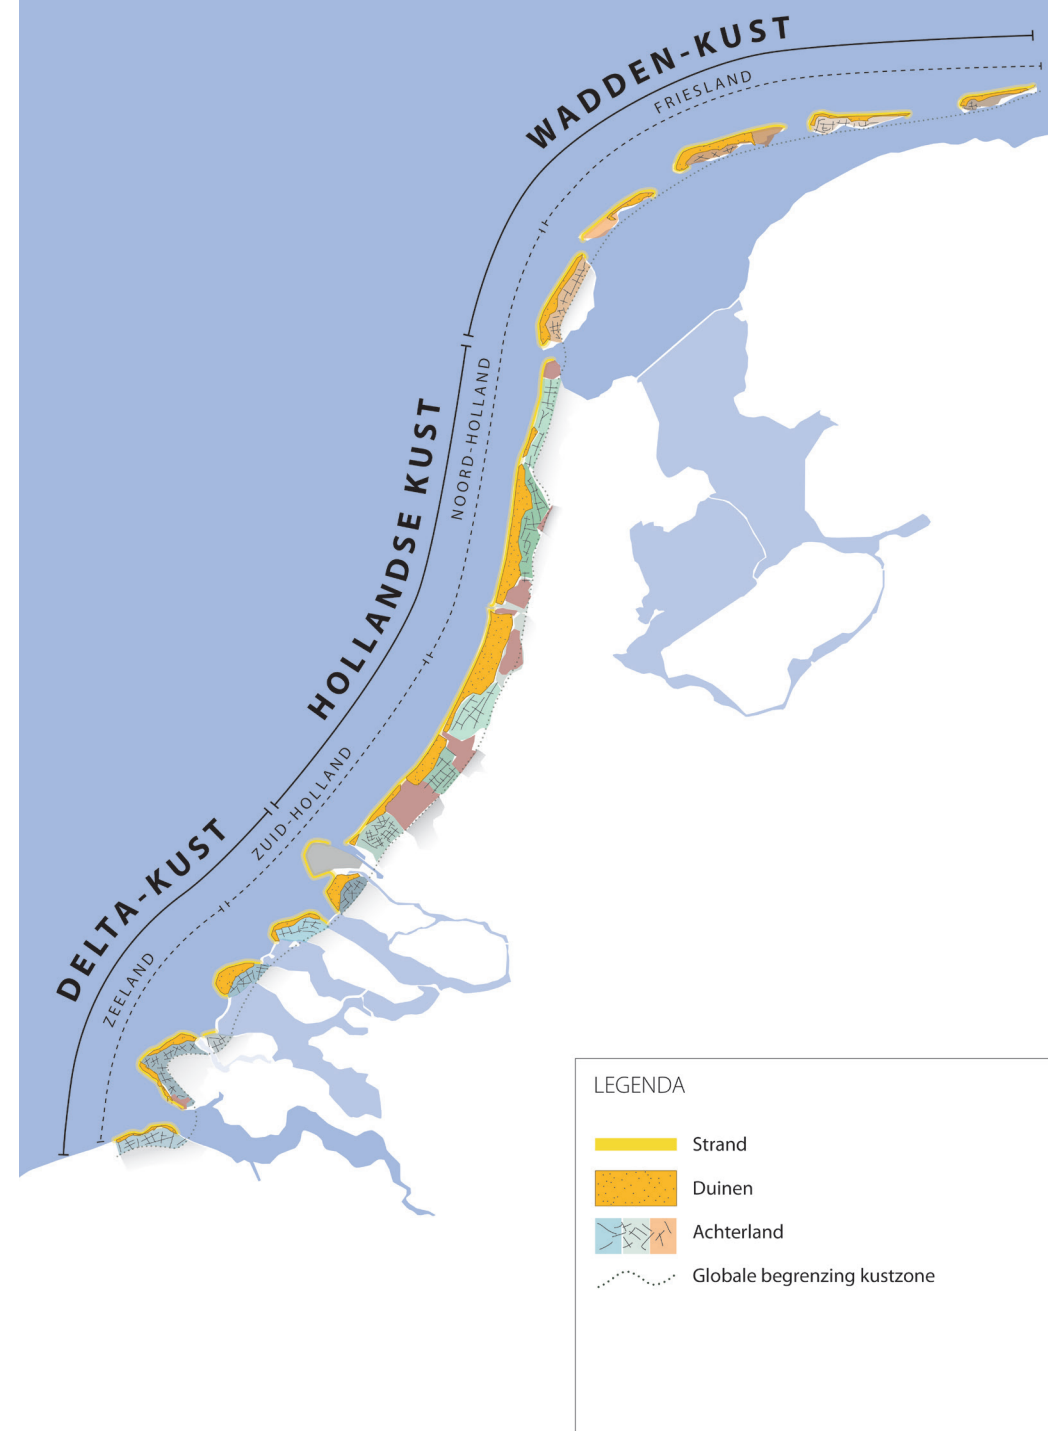 WADDEN-KUST
FRIESLAND
HOLLANDSE KUST
NOORD-HOLLAND
DELTA-KUST
ZUID-HOLLAND
ZEELAND
LEGENDA
Strand
Duinen
Achterland
Globale begrenzing kustzone